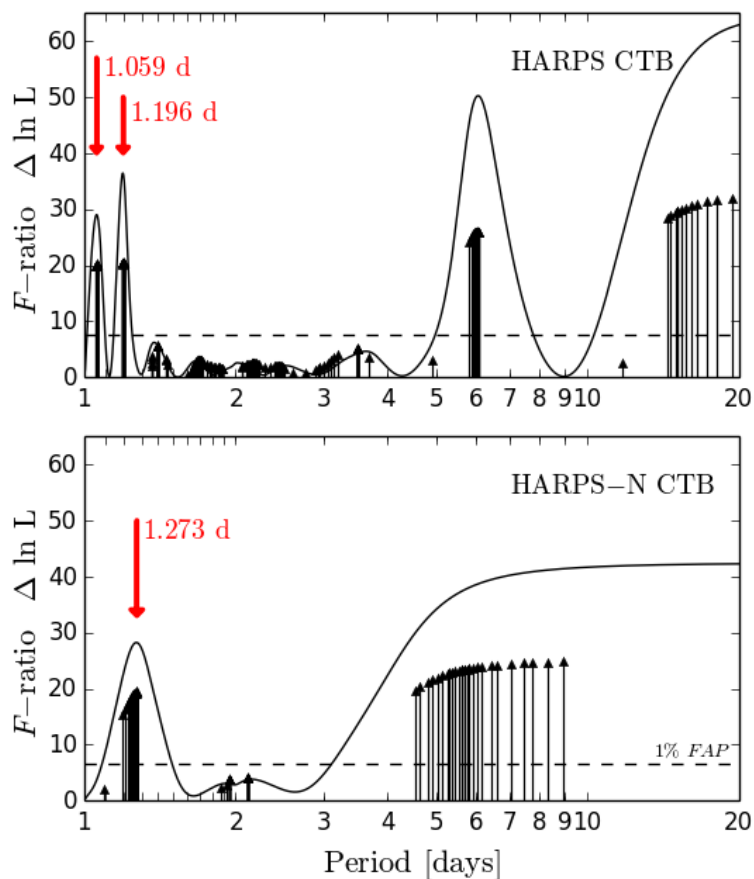 F−ratio Δ ln L
60
50
40
30
20
10
0
1.059 d
1.196 d
HARPS CTB
1 2 3 4 5 6 7 8 9 10 20
F−ratio Δ ln L
60
50
40
30
20
10
0
1.273 d
HARPS−N CTB
1% FAP
1 2 3 4 5 6 7 8 9 10 20
Period [days]